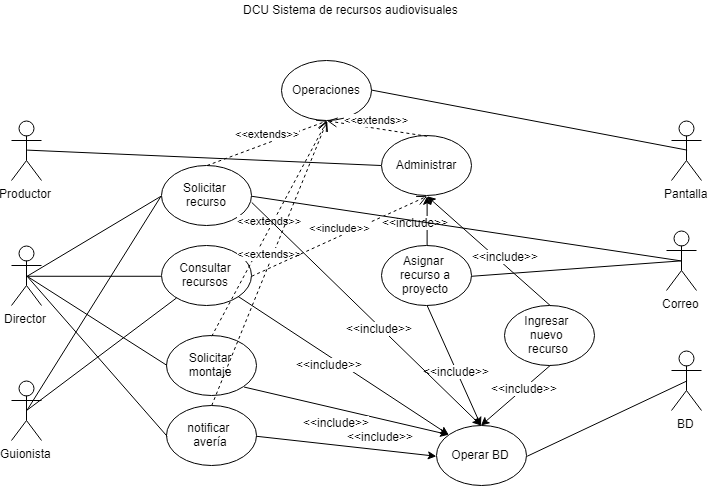 DCU Sistema de recursos audiovisuales
Operaciones
<<extends>>
<<extends>>
Administrar
Productor
Pantalla
Solicitar
recurso
<<extends>>
<<include>>
<<include>>
<<extends>>
<<include>>
Consultar
recursos
Asignar
recurso a
proyecto
Correo
Director
Ingresar
nuevo
recurso
<<include>>
Solicitar
montaje
<<include>>
<<include>>
<<include>>
notificar
avería
<<include>>
<<include>>
BD
Guionista
Operar BD